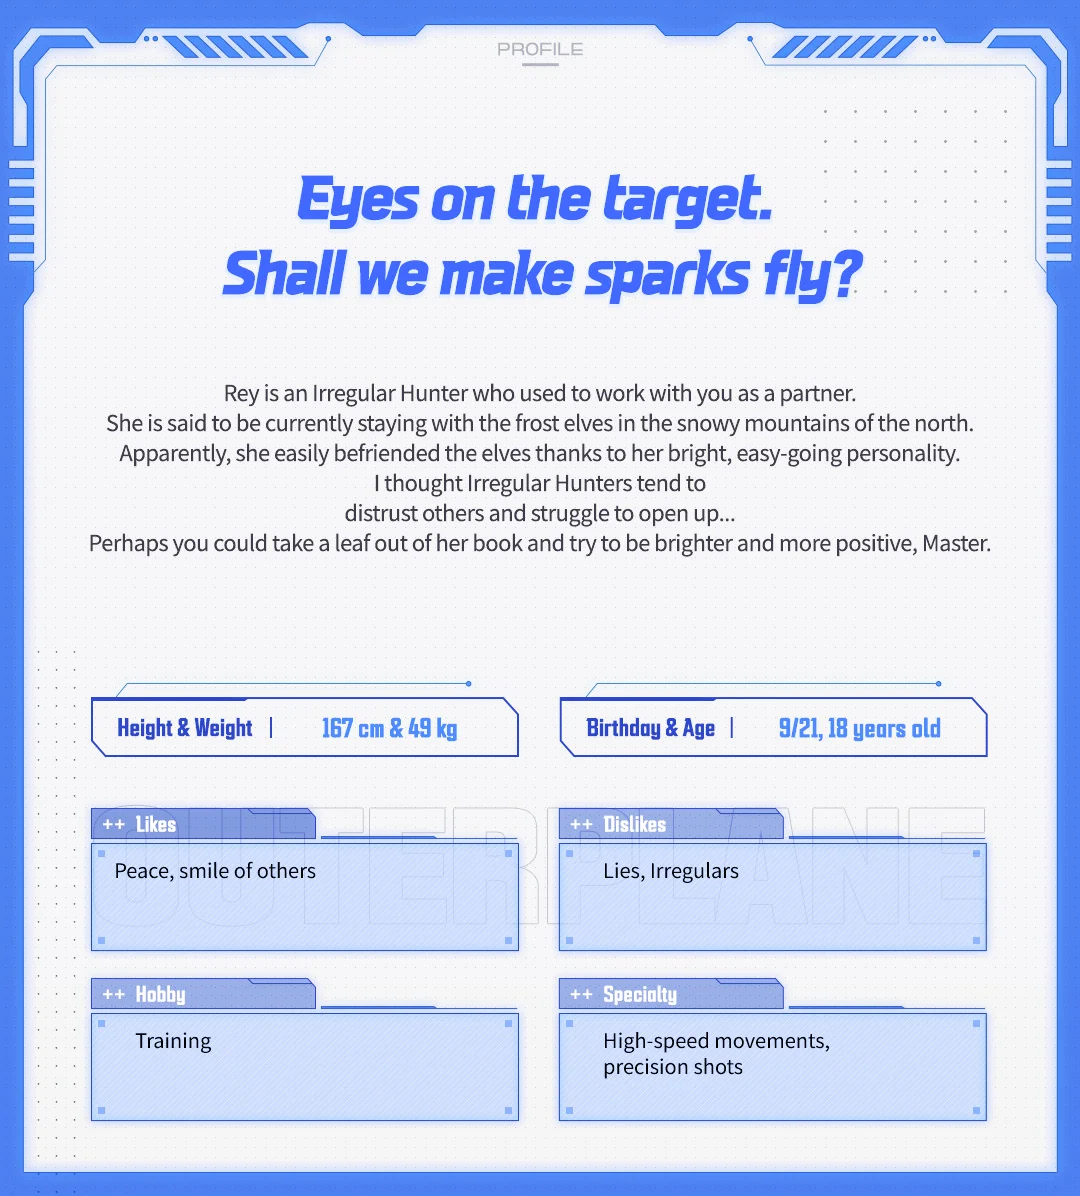 PROFILE
Eyes on the target.
Shall we make sparks fly?
Rey is an Irregular Hunter who used to work with you as a partner.
She is said to be currently staying with the frost elves in the snowy mountains of the north.
Apparently, she easily befriended the elves thanks to her bright, easy-going personality.
I thought Irregular Hunters tend to
distrust others and struggle to open up...
Perhaps you could take a leaf out of her book and try to be brighter and more positive, Master.
Height & Weight | 167 cm & 49 kg
Birthday & Age | 9/21, 18 years old
OUTERPLANE
++ Likes
Peace, smile of others
++ Dislikes
Lies, Irregulars
++ Hobby
Training
++ Specialty
High-speed movements,
precision shots